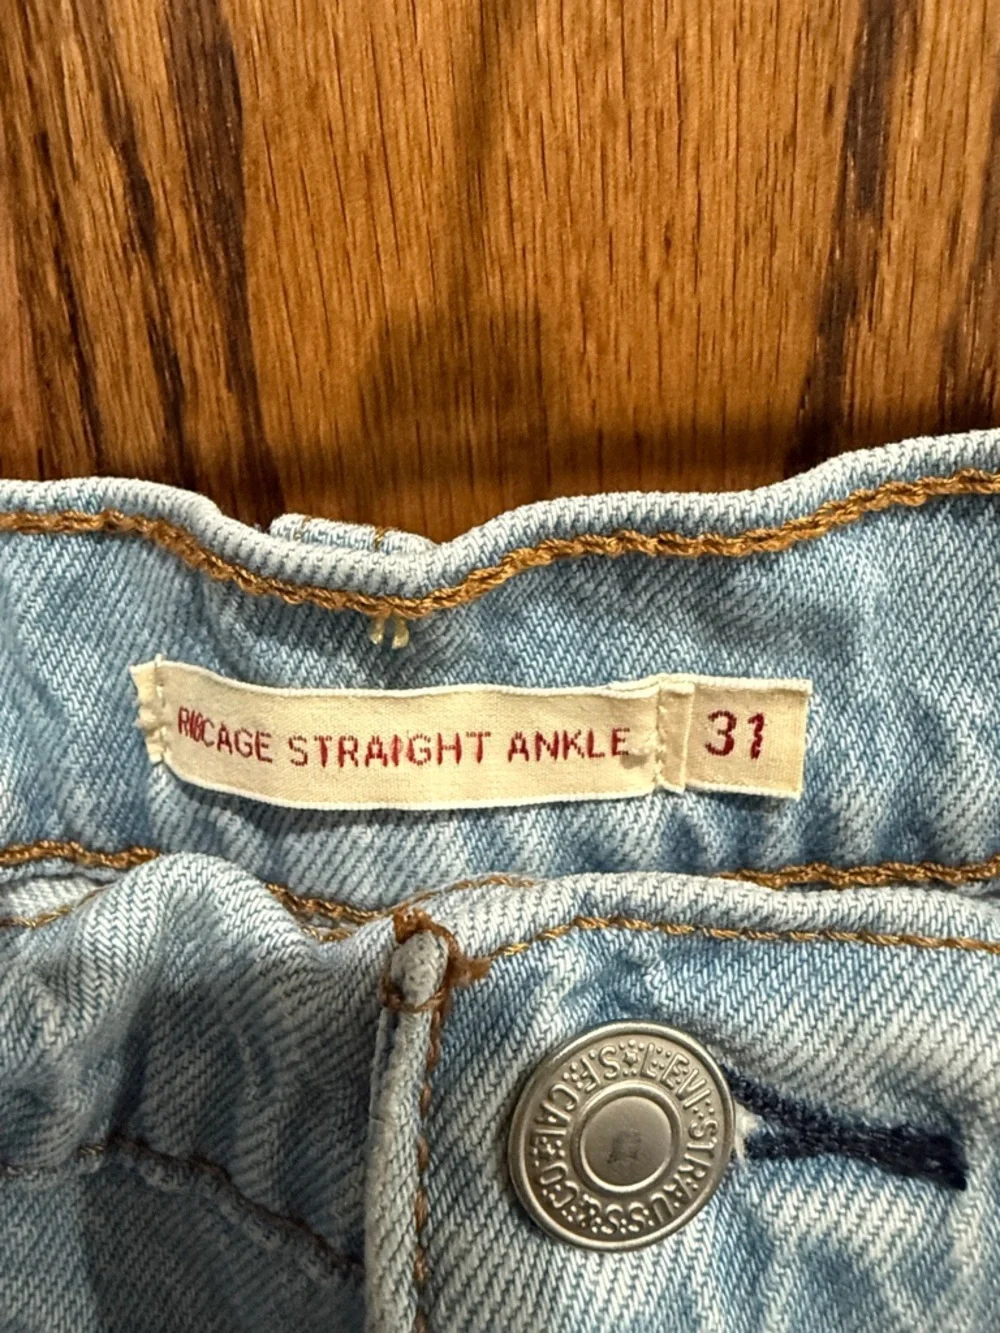 RIBCAGE STRAIGHT ANKLE 31
LEVI STRAUSS & CO. S.F. CAL